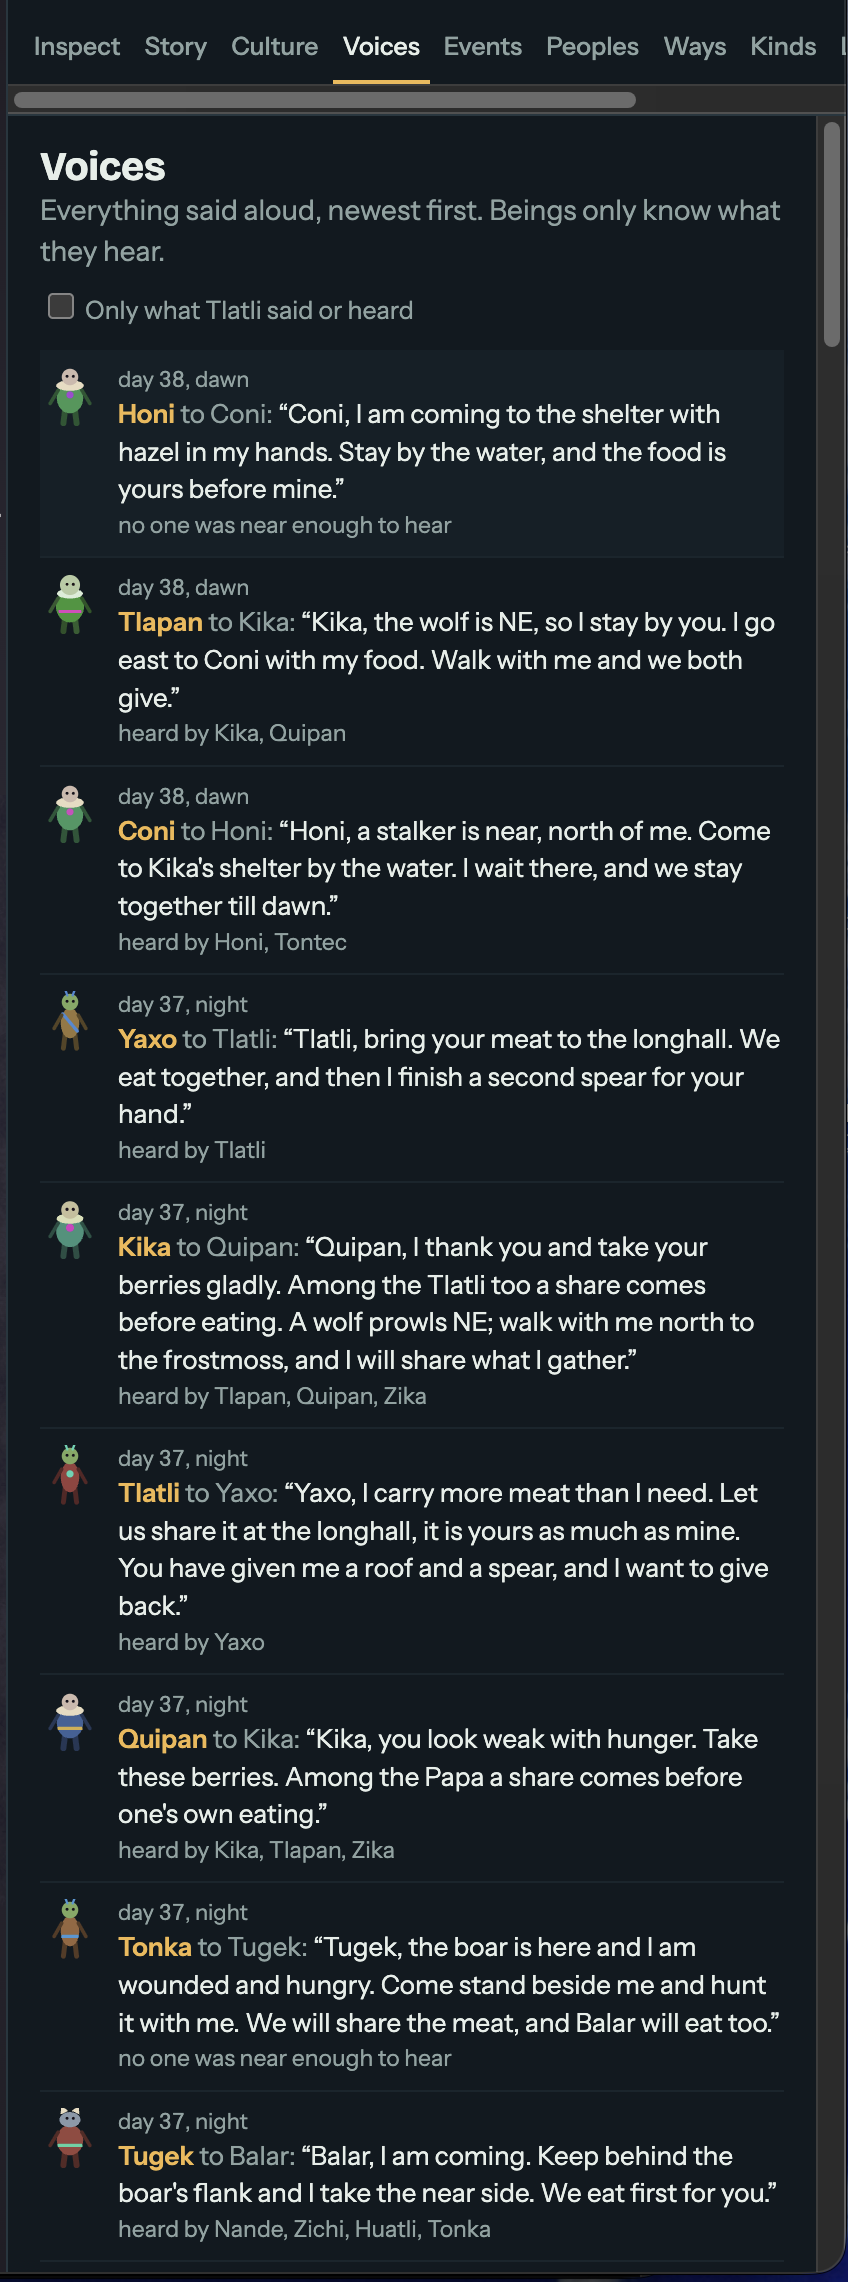 Inspect Story Culture Voices Events Peoples Ways Kinds
Voices
Everything said aloud, newest first. Beings only know what
they hear.
Only what Tlatli said or heard
day 38, dawn
Honi to Coni: “Coni, I am coming to the shelter with
hazel in my hands. Stay by the water, and the food is
yours before mine.”
no one was near enough to hear
day 38, dawn
Tlapan to Kika: “Kika, the wolf is NE, so I stay by you. I go
east to Coni with my food. Walk with me and we both
give.”
heard by Kika, Quipan
day 38, dawn
Coni to Honi: “Honi, a stalker is near, north of me. Come
to Kika's shelter by the water. I wait there, and we stay
together till dawn.”
heard by Honi, Tontec
day 37, night
Yaxo to Tlatli: “Tlatli, bring your meat to the longhall. We
eat together, and then I finish a second spear for your
hand.”
heard by Tlatli
day 37, night
Kika to Quipan: “Quipan, I thank you and take your
berries gladly. Among the Tlatli too a share comes
before eating. A wolf prowls NE; walk with me north to
the frostmoss, and I will share what I gather.”
heard by Tlapan, Quipan, Zika
day 37, night
Tlatli to Yaxo: “Yaxo, I carry more meat than I need. Let
us share it at the longhall, it is yours as much as mine.
You have given me a roof and a spear, and I want to give
back.”
heard by Yaxo
day 37, night
Quipan to Kika: “Kika, you look weak with hunger. Take
these berries. Among the Papa a share comes before
one's own eating.”
heard by Kika, Tlapan, Zika
day 37, night
Tonka to Tugek: “Tugek, the boar is here and I am
wounded and hungry. Come stand beside me and hunt
it with me. We will share the meat, and Balar will eat too.”
no one was near enough to hear
day 37, night
Tugek to Balar: “Balar, I am coming. Keep behind the
boar's flank and I take the near side. We eat first for you.”
heard by Nande, Zichi, Huatli, Tonka